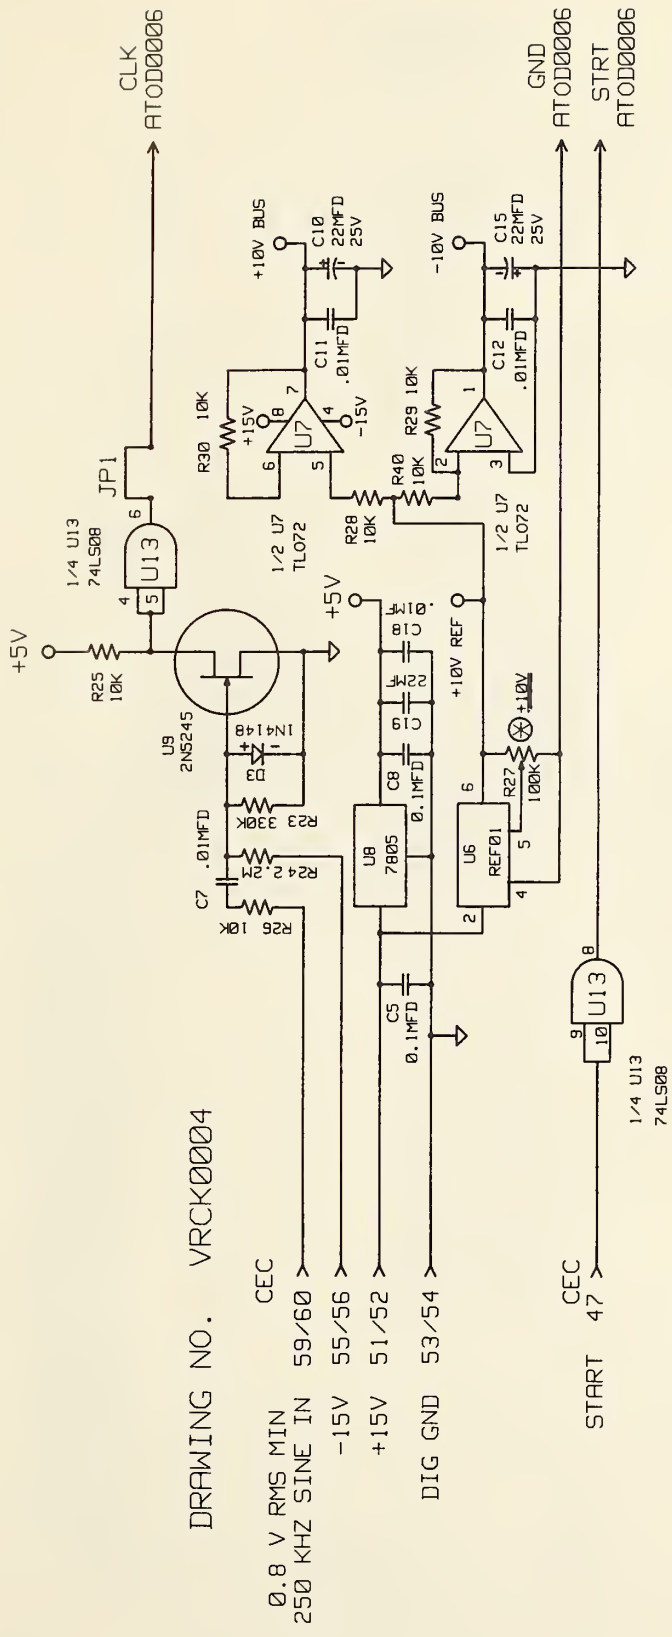 DRAWING NO. VRCK0004
+5V
R25
10K
1/4 U13
74LS08
4
5
6
U13
JP1
CLK
ATOD0006
U9
2N5245
D3
1N4148
+
-
R23
330K
R24
2.2M
C7
.01MFD
R26
10K
CEC
0.8 V RMS MIN
250 KHZ SINE IN 59/60
-15V 55/56
+15V 51/52
DIG GND 53/54
C5
0.1MFD
U8
7805
C8
0.1MFD
C19
22MF
C18
.01MF
+5V
U6
REF01
2
4
5
6
R27
100K
+10V
+10V REF
R28
10K
R40
10K
1/2 U7
TL072
R30 10K
+15V
8
6
5
U7
7
4
-15V
C11
.01MFD
+10V BUS
+
-
C10
22MFD
25V
1/2 U7
TL072
R29 10K
2
3
U7
1
C12
.01MFD
-10V BUS
-
+
C15
22MFD
25V
GND
ATOD0006
STRT
ATOD0006
CEC
START 47
9
10
8
U13
1/4 U13
74LS08